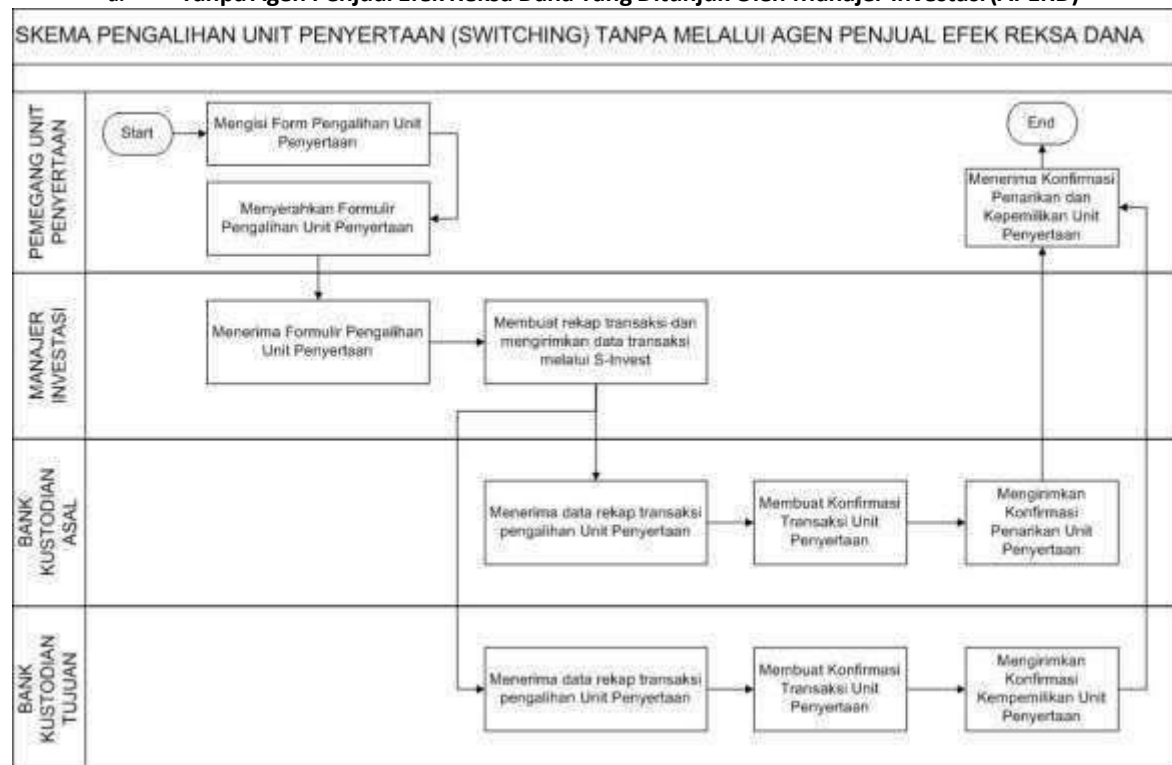 Tanpa Agen Penjual Efek Reksa Dana Yang Ditunjuk Oleh Manajer Investasi (APERD)
SKEMA PENGALIHAN UNIT PENYERTAAN (SWITCHING) TANPA MELALUI AGEN PENJUAL EFEK REKSA DANA
PEMEGANG UNIT
PENYERTAAN
Start
Mengisi Form Pengalihan Unit
Penyertaan
Menyerahkan Formulir
Pengalihan Unit Penyertaan
End
Menerima Konfirmasi
Penarikan dan
Kepemilikan Unit
Penyertaan
MANAJER
INVESTASI
Menerima Formulir Pengalihan
Unit Penyertaan
Membuat rekap transaksi dan
mengirimkan data transaksi
melalui S-Invest
BANK
KUSTODIAN
ASAL
Menerima data rekap transaksi
pengalihan Unit Penyertaan
Membuat Konfirmasi
Transaksi Unit
Penyertaan
Mengirimkan
Konfirmasi
Penarikan Unit
Penyertaan
BANK
KUSTODIAN
TUJUAN
Menerima data rekap transaksi
pengalihan Unit Penyertaan
Membuat Konfirmasi
Transaksi Unit
Penyertaan
Mengirimkan
Konfirmasi
Kempemilikan Unit
Penyertaan